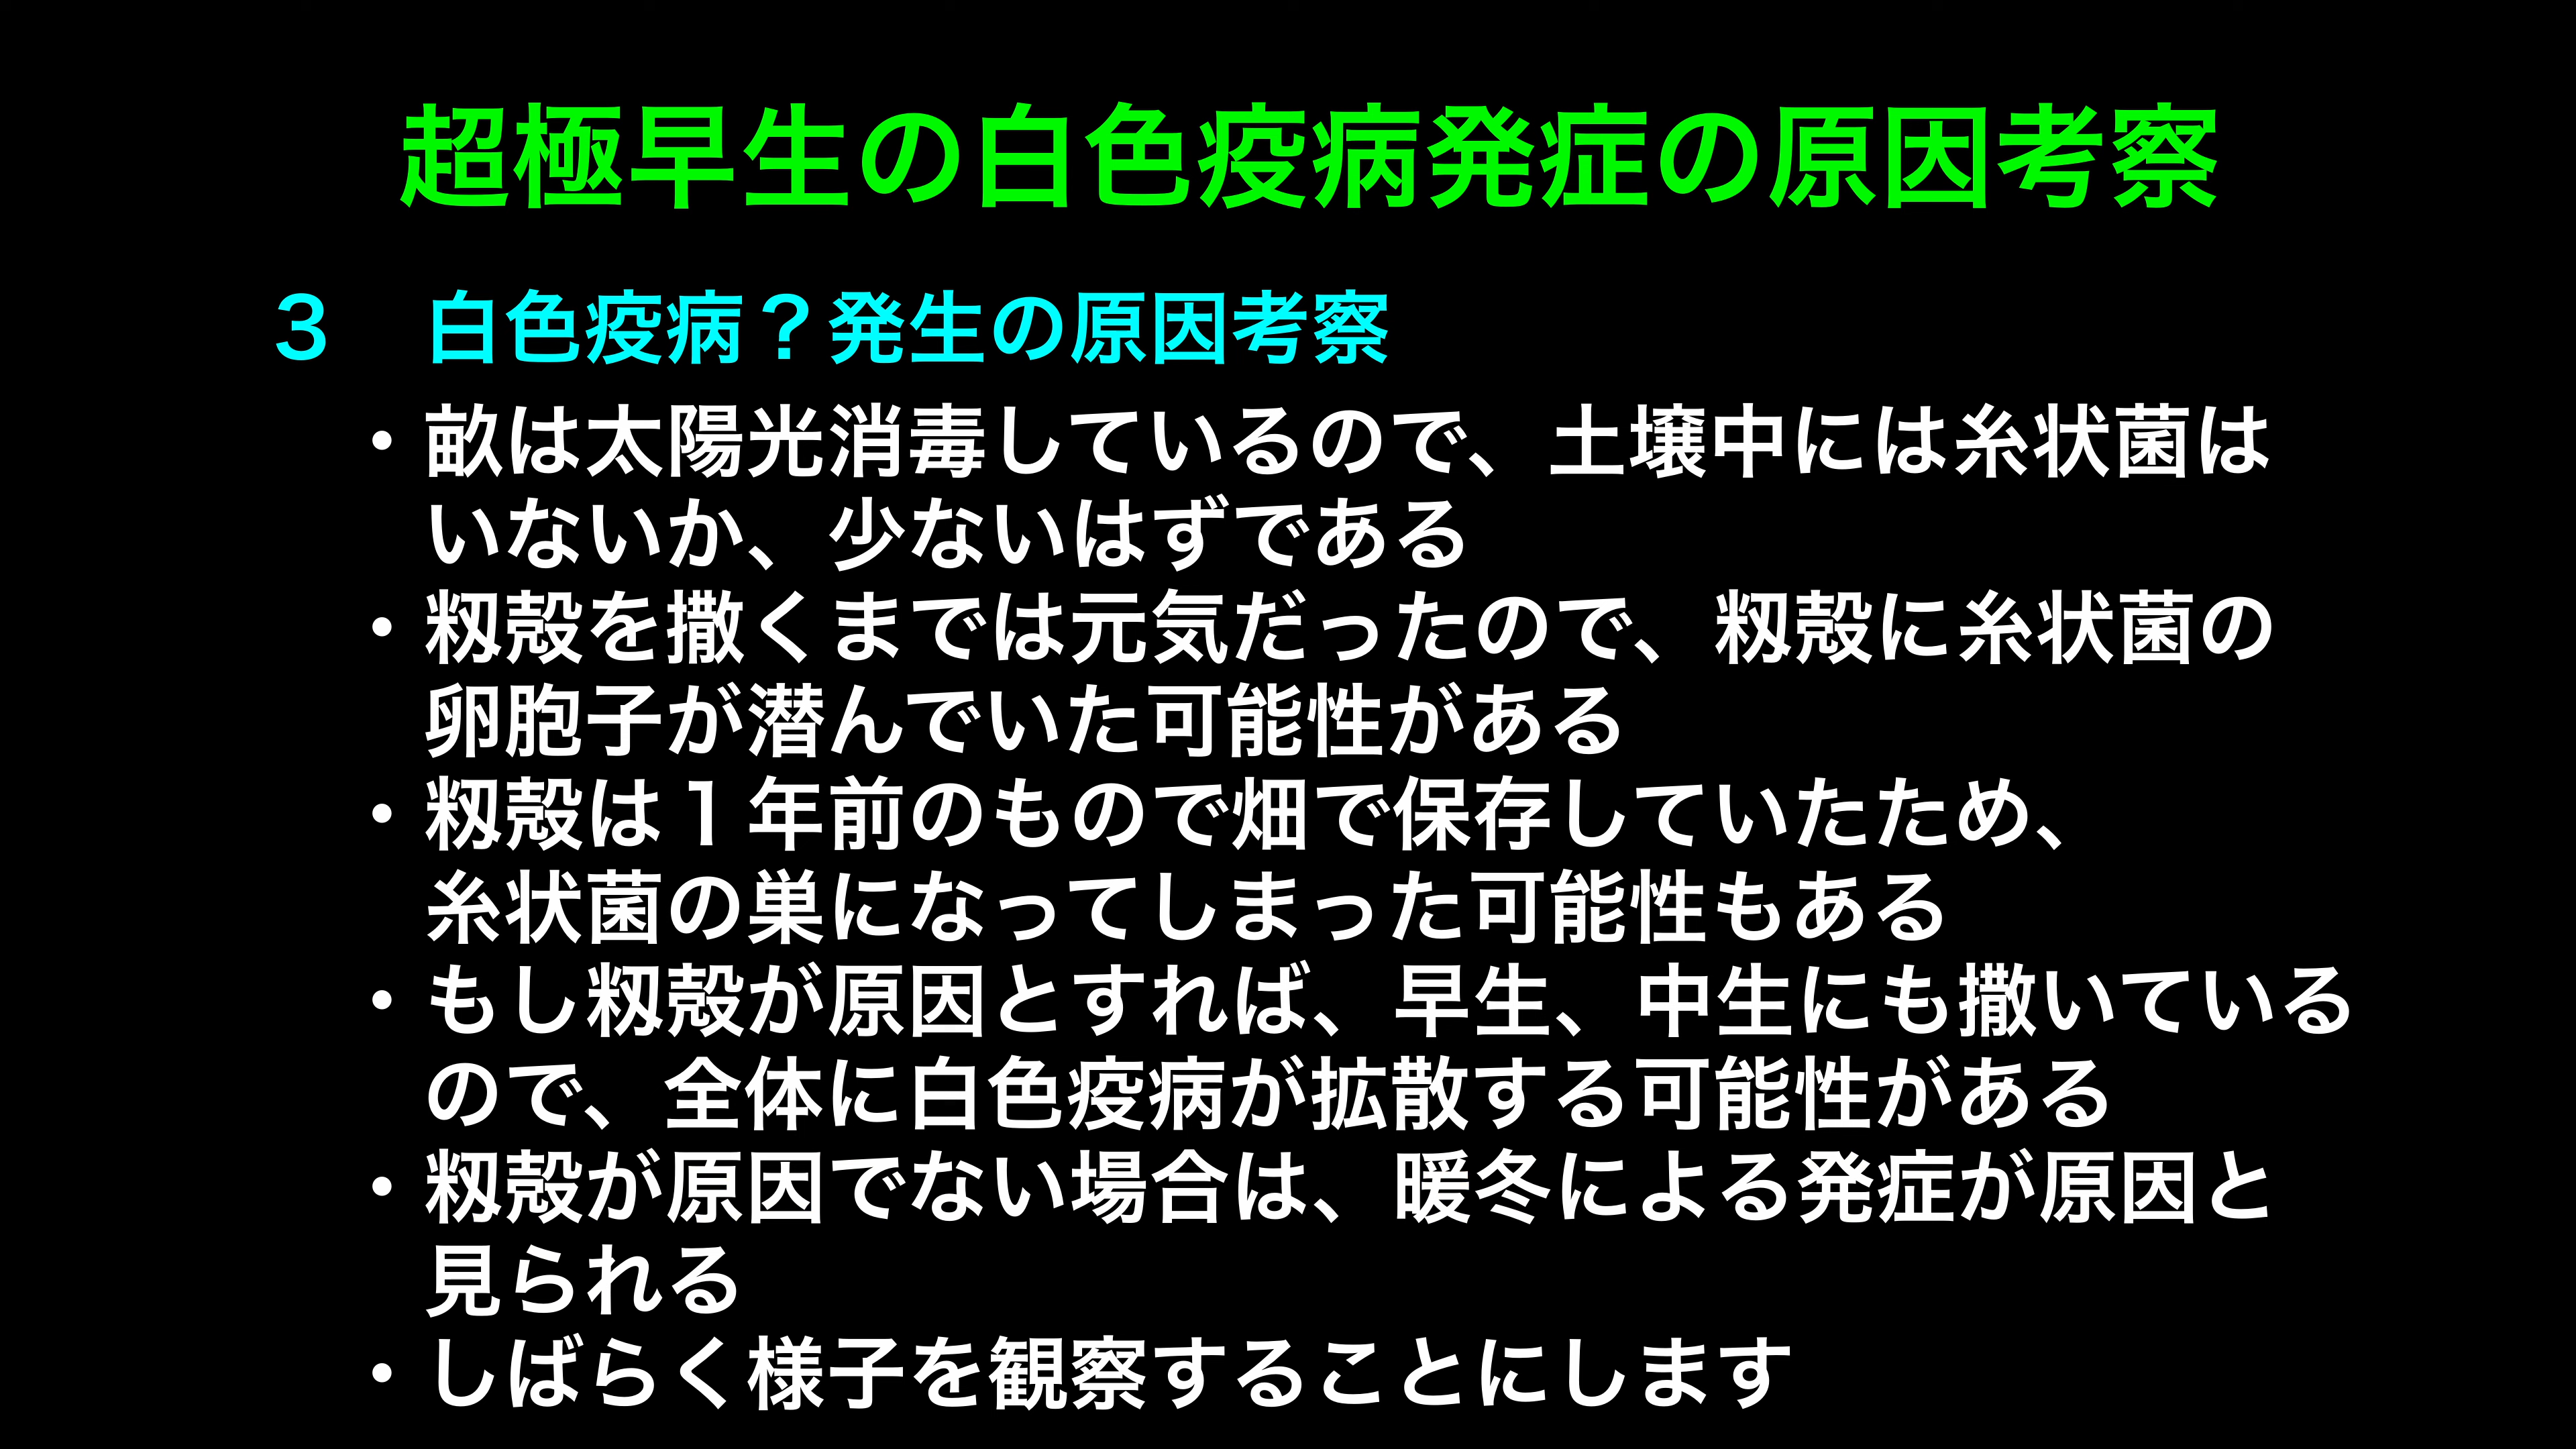 超極早生の白色疫病発症の原因考察
３　白色疫病？発生の原因考察
・畝は太陽光消毒しているので、土壌中には糸状菌は
いないか、少ないはずである
・籾殻を撒くまでは元気だったので、籾殻に糸状菌の
卵胞子が潜んでいた可能性がある
・籾殻は１年前のもので畑で保存していたため、
糸状菌の巣になってしまった可能性もある
・もし籾殻が原因とすれば、早生、中生にも撒いている
ので、全体に白色疫病が拡散する可能性がある
・籾殻が原因でない場合は、暖冬による発症が原因と
見られる
・しばらく様子を観察することにします